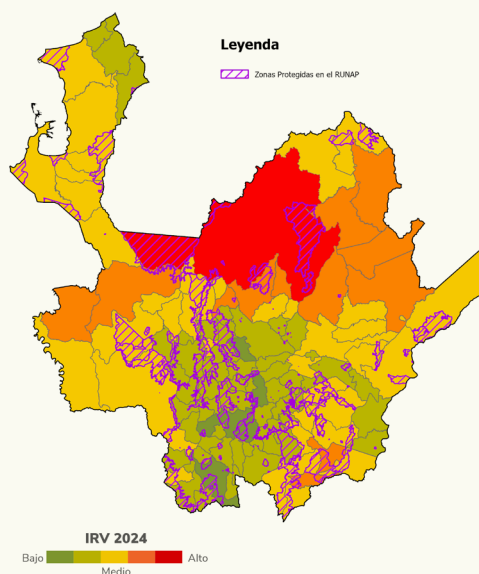 Leyenda
Zonas Protegidas en el RUNAP
IRV 2024
Bajo Alto
Medio